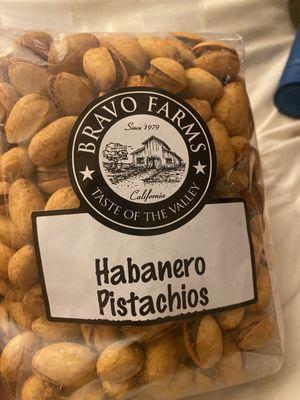 BRAVO FARMS
Since 1979
California
TASTE OF THE VALLEY
Habanero
Pistachios